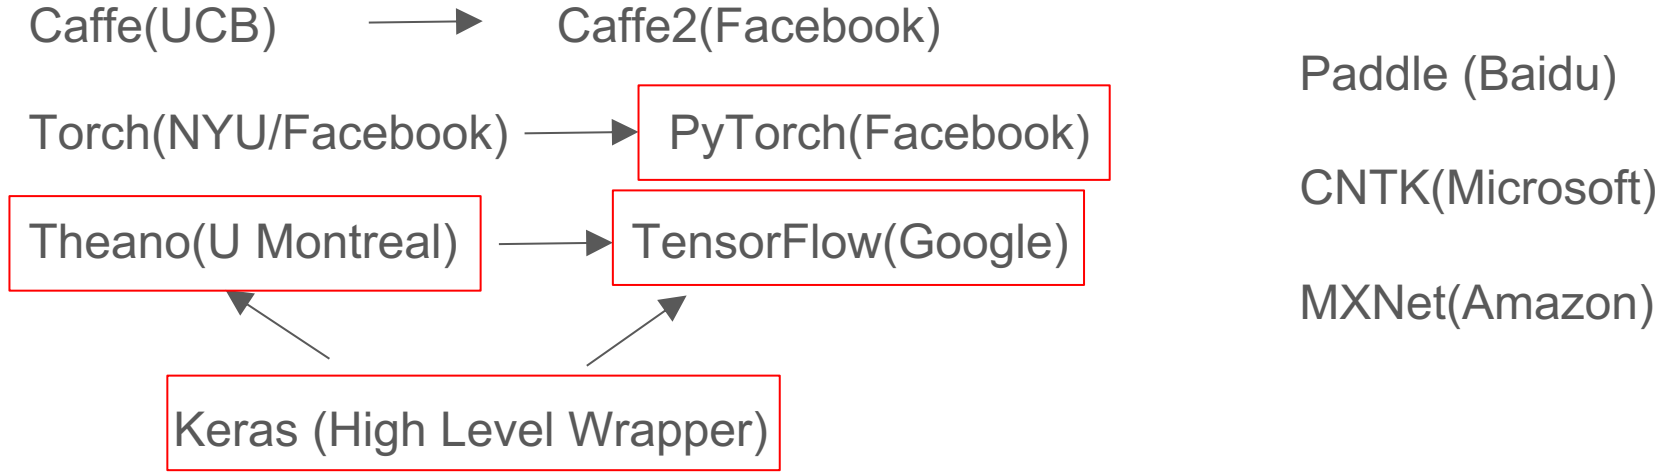 Caffe(UCB)
Caffe2(Facebook)
Torch(NYU/Facebook)
PyTorch(Facebook)
Theano(U Montreal)
TensorFlow(Google)
Keras (High Level Wrapper)
Paddle (Baidu)
CNTK(Microsoft)
MXNet(Amazon)